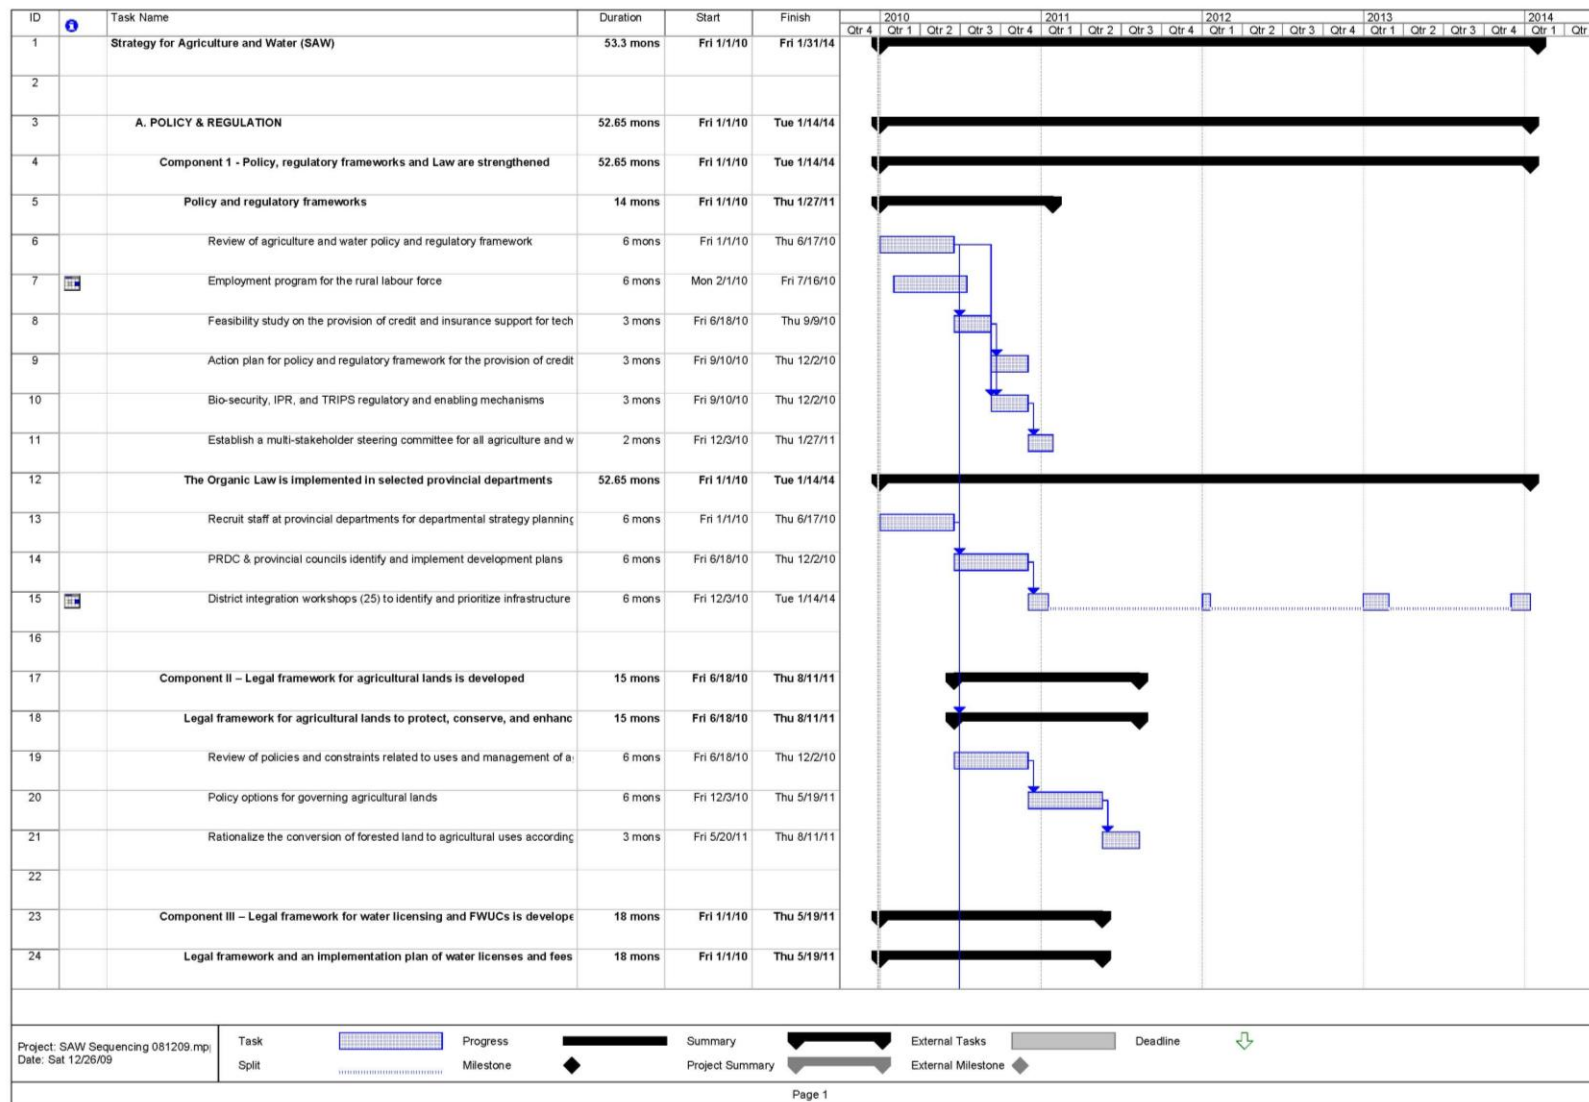 ID Task Name Duration Start Finish 2010 2011 2012 2013 2014
Qtr 4 Qtr 1 Qtr 2 Qtr 3 Qtr 4 Qtr 1 Qtr 2 Qtr 3 Qtr 4 Qtr 1 Qtr 2 Qtr 3 Qtr 4 Qtr 1 Qtr 2 Qtr 3 Qtr 4 Qtr 1 Qtr
1 Strategy for Agriculture and Water (SAW) 53.3 mons Fri 1/1/10 Fri 1/31/14
2
3 A. POLICY & REGULATION 52.65 mons Fri 1/1/10 Tue 1/14/14
4 Component 1 - Policy, regulatory frameworks and Law are strengthened 52.65 mons Fri 1/1/10 Tue 1/14/14
5 Policy and regulatory frameworks 14 mons Fri 1/1/10 Thu 1/27/11
6 Review of agriculture and water policy and regulatory framework 6 mons Fri 1/1/10 Thu 6/17/10
7 Employment program for the rural labour force 6 mons Mon 2/1/10 Fri 7/16/10
8 Feasibility study on the provision of credit and insurance support for tech 3 mons Fri 6/18/10 Thu 9/9/10
9 Action plan for policy and regulatory framework for the provision of credit 3 mons Fri 9/10/10 Thu 12/2/10
10 Bio-security, IPR, and TRIPS regulatory and enabling mechanisms 3 mons Fri 9/10/10 Thu 12/2/10
11 Establish a multi-stakeholder steering committee for all agriculture and w 2 mons Fri 12/3/10 Thu 1/27/11
12 The Organic Law is implemented in selected provincial departments 52.65 mons Fri 1/1/10 Tue 1/14/14
13 Recruit staff at provincial departments for departmental strategy planning 6 mons Fri 1/1/10 Thu 6/17/10
14 PRDC & provincial councils identify and implement development plans 6 mons Fri 6/18/10 Thu 12/2/10
15 District integration workshops (25) to identify and prioritize infrastructure 6 mons Fri 12/3/10 Tue 1/14/14
16
17 Component II – Legal framework for agricultural lands is developed 15 mons Fri 6/18/10 Thu 8/11/11
18 Legal framework for agricultural lands to protect, conserve, and enhanc 15 mons Fri 6/18/10 Thu 8/11/11
19 Review of policies and constraints related to uses and management of a 6 mons Fri 6/18/10 Thu 12/2/10
20 Policy options for governing agricultural lands 6 mons Fri 12/3/10 Thu 5/19/11
21 Rationalize the conversion of forested land to agricultural uses according 3 mons Fri 5/20/11 Thu 8/11/11
22
23 Component III – Legal framework for water licensing and FWUCs is develope 18 mons Fri 1/1/10 Thu 5/19/11
24 Legal framework and an implementation plan of water licenses and fees 18 mons Fri 1/1/10 Thu 5/19/11
Project: SAW Sequencing 081209.mp
Date: Sat 12/26/09
Task Progress Summary External Tasks Deadline
Split Milestone Project Summary External Milestone
Page 1